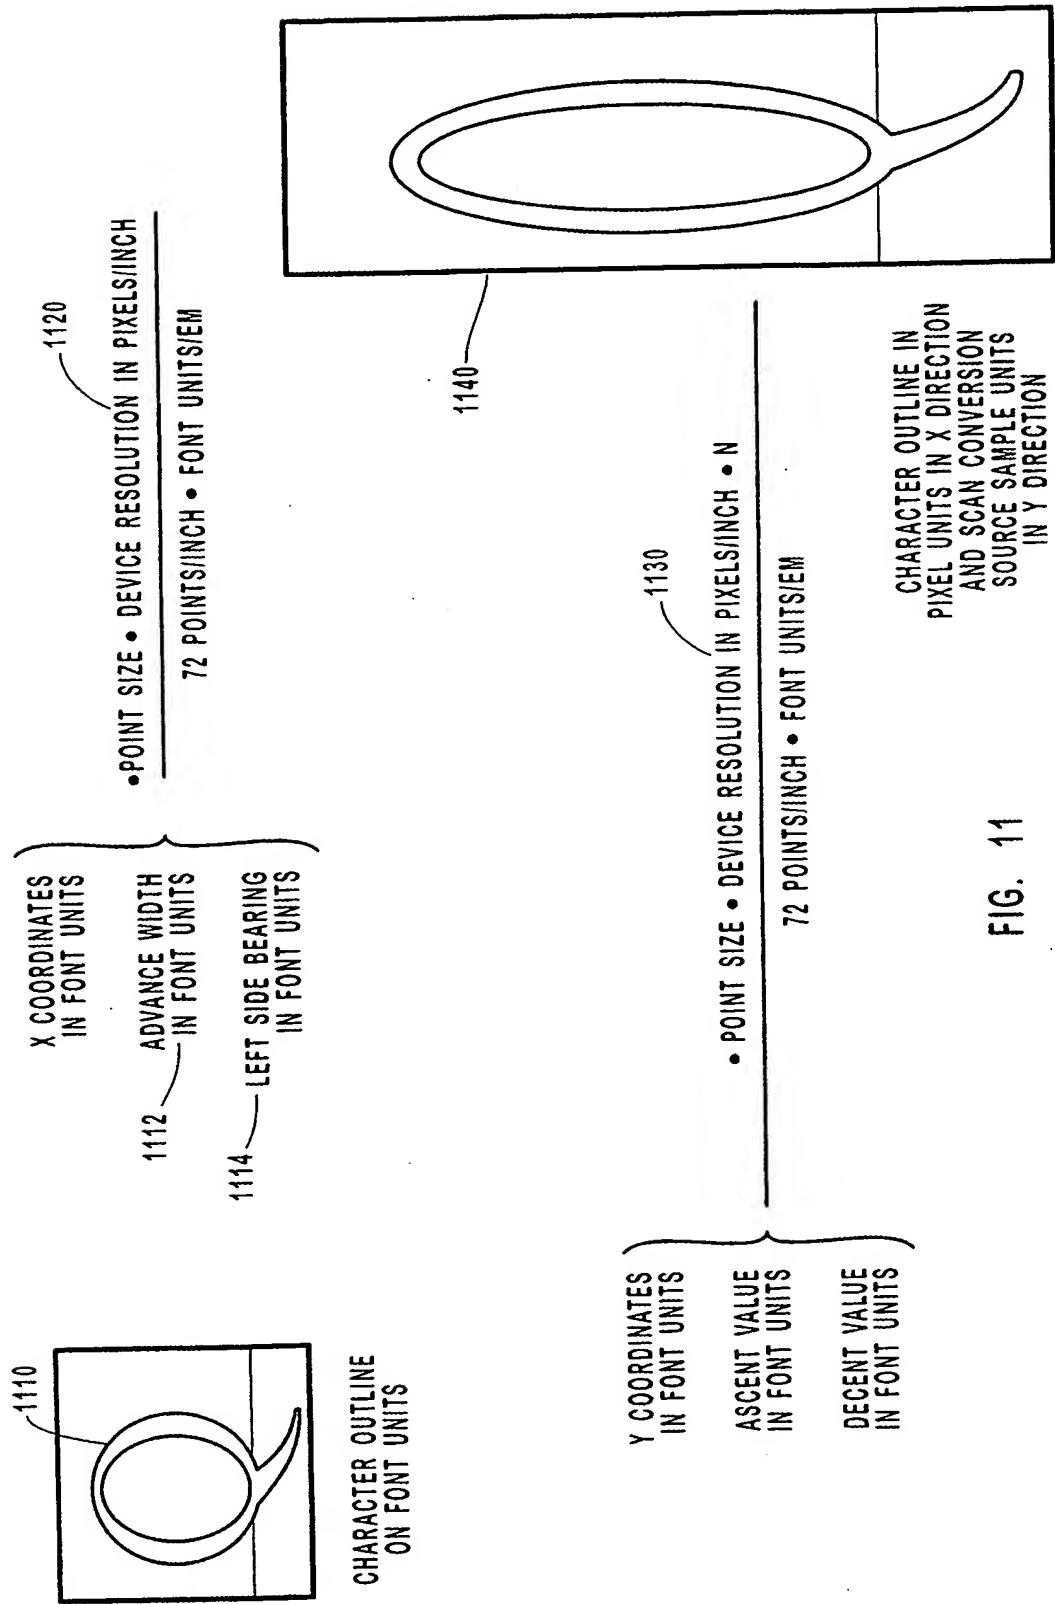 1110
CHARACTER OUTLINE
ON FONT UNITS
X COORDINATES
IN FONT UNITS
ADVANCE WIDTH
IN FONT UNITS
1112
1114
LEFT SIDE BEARING
IN FONT UNITS
1120
•POINT SIZE • DEVICE RESOLUTION IN PIXELS/INCH
72 POINTS/INCH • FONT UNITS/EM
Y COORDINATES
IN FONT UNITS
ASCENT VALUE
IN FONT UNITS
DECENT VALUE
IN FONT UNITS
1130
• POINT SIZE • DEVICE RESOLUTION IN PIXELS/INCH • N
72 POINTS/INCH • FONT UNITS/EM
1140
CHARACTER OUTLINE IN
PIXEL UNITS IN X DIRECTION
AND SCAN CONVERSION
SOURCE SAMPLE UNITS
IN Y DIRECTION
FIG. 11